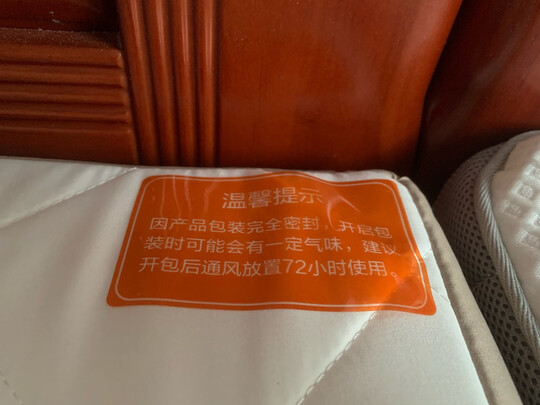 温馨提示
因产品包装完全密封，开启包
装时可能会有一定气味，建议
开包后通风放置72小时使用。